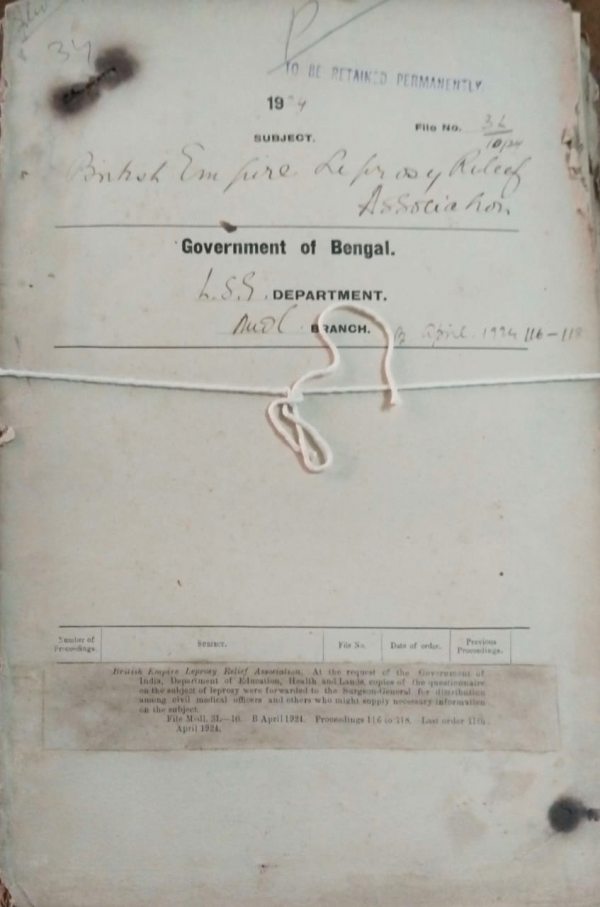 34
P
TO BE RETAINED PERMANENTLY.
1924
File No.
10/24
SUBJECT.
British Empire Leprosy Relief
Association
Government of Bengal.
L.S.G. DEPARTMENT.
BRANCH.
B April 1924 116–118
Number of Proceedings.
SUBJECT.
File No.
Date of order.
Previous Proceedings.
British Empire Leprosy Relief Association. At the request of the Government of
India, Department of Education, Health and Lands, copies of the questionnaire
on the subject of leprosy were forwarded to the Surgeon-General for distribution
among civil medical officers and others who might supply necessary information
on the subject.
File Medl. B April 1924. Proceedings 116 to 118. Last order
April 1924.